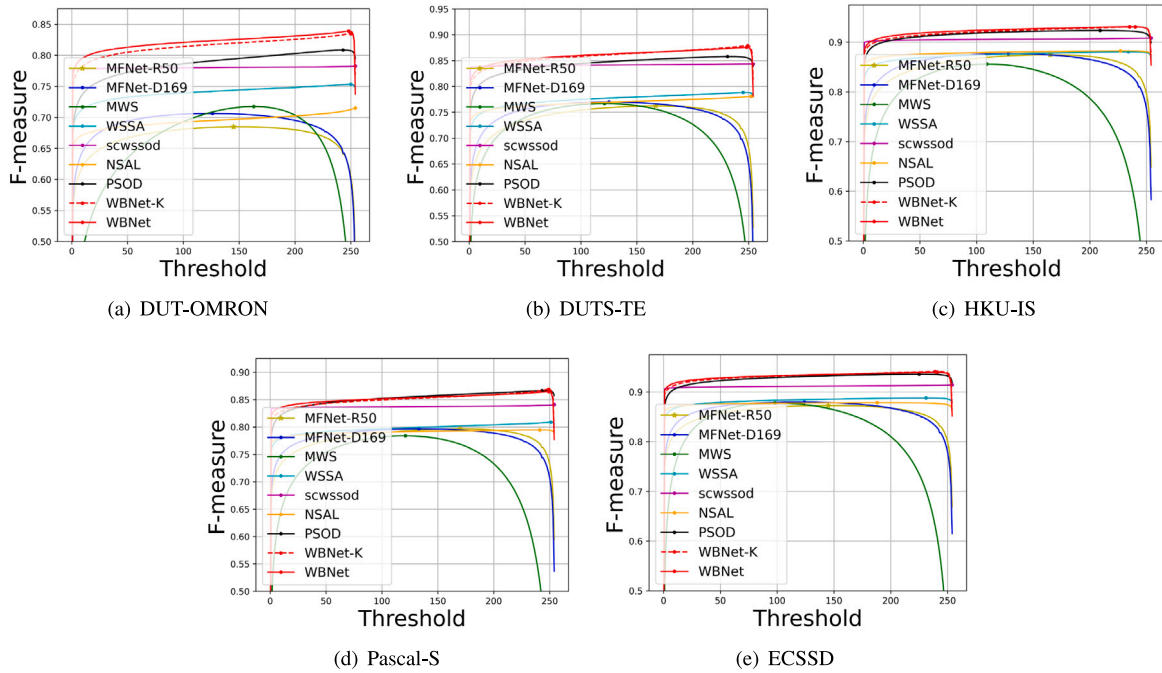 F-measure
0.85
0.80
0.75
0.70
0.65
0.60
0.55
0.50
MFNet-R50
MFNet-D169
MWS
WSSA
scwssod
NSAL
PSOD
WBNet-K
WBNet
0 50 100 150 200 250
Threshold
(a) DUT-OMRON
F-measure
0.95
0.90
0.85
0.80
0.75
0.70
0.65
0.60
0.55
0.50
MFNet-R50
MFNet-D169
MWS
WSSA
scwssod
NSAL
PSOD
WBNet-K
WBNet
0 50 100 150 200 250
Threshold
(b) DUTS-TE
F-measure
0.9
0.8
0.7
0.6
0.5
MFNet-R50
MFNet-D169
MWS
WSSA
scwssod
NSAL
PSOD
WBNet-K
WBNet
0 50 100 150 200 250
Threshold
(c) HKU-IS
F-measure
0.90
0.85
0.80
0.75
0.70
0.65
0.60
0.55
0.50
MFNet-R50
MFNet-D169
MWS
WSSA
scwssod
NSAL
PSOD
WBNet-K
WBNet
0 50 100 150 200 250
Threshold
(d) Pascal-S
F-measure
0.9
0.8
0.7
0.6
0.5
MFNet-R50
MFNet-D169
MWS
WSSA
scwssod
NSAL
PSOD
WBNet-K
WBNet
0 50 100 150 200 250
Threshold
(e) ECSSD